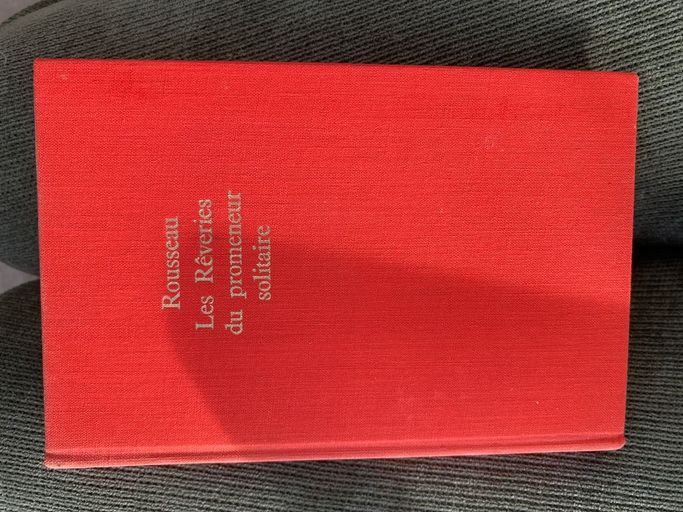 Rousseau
Les Rêveries
du promeneur
solitaire